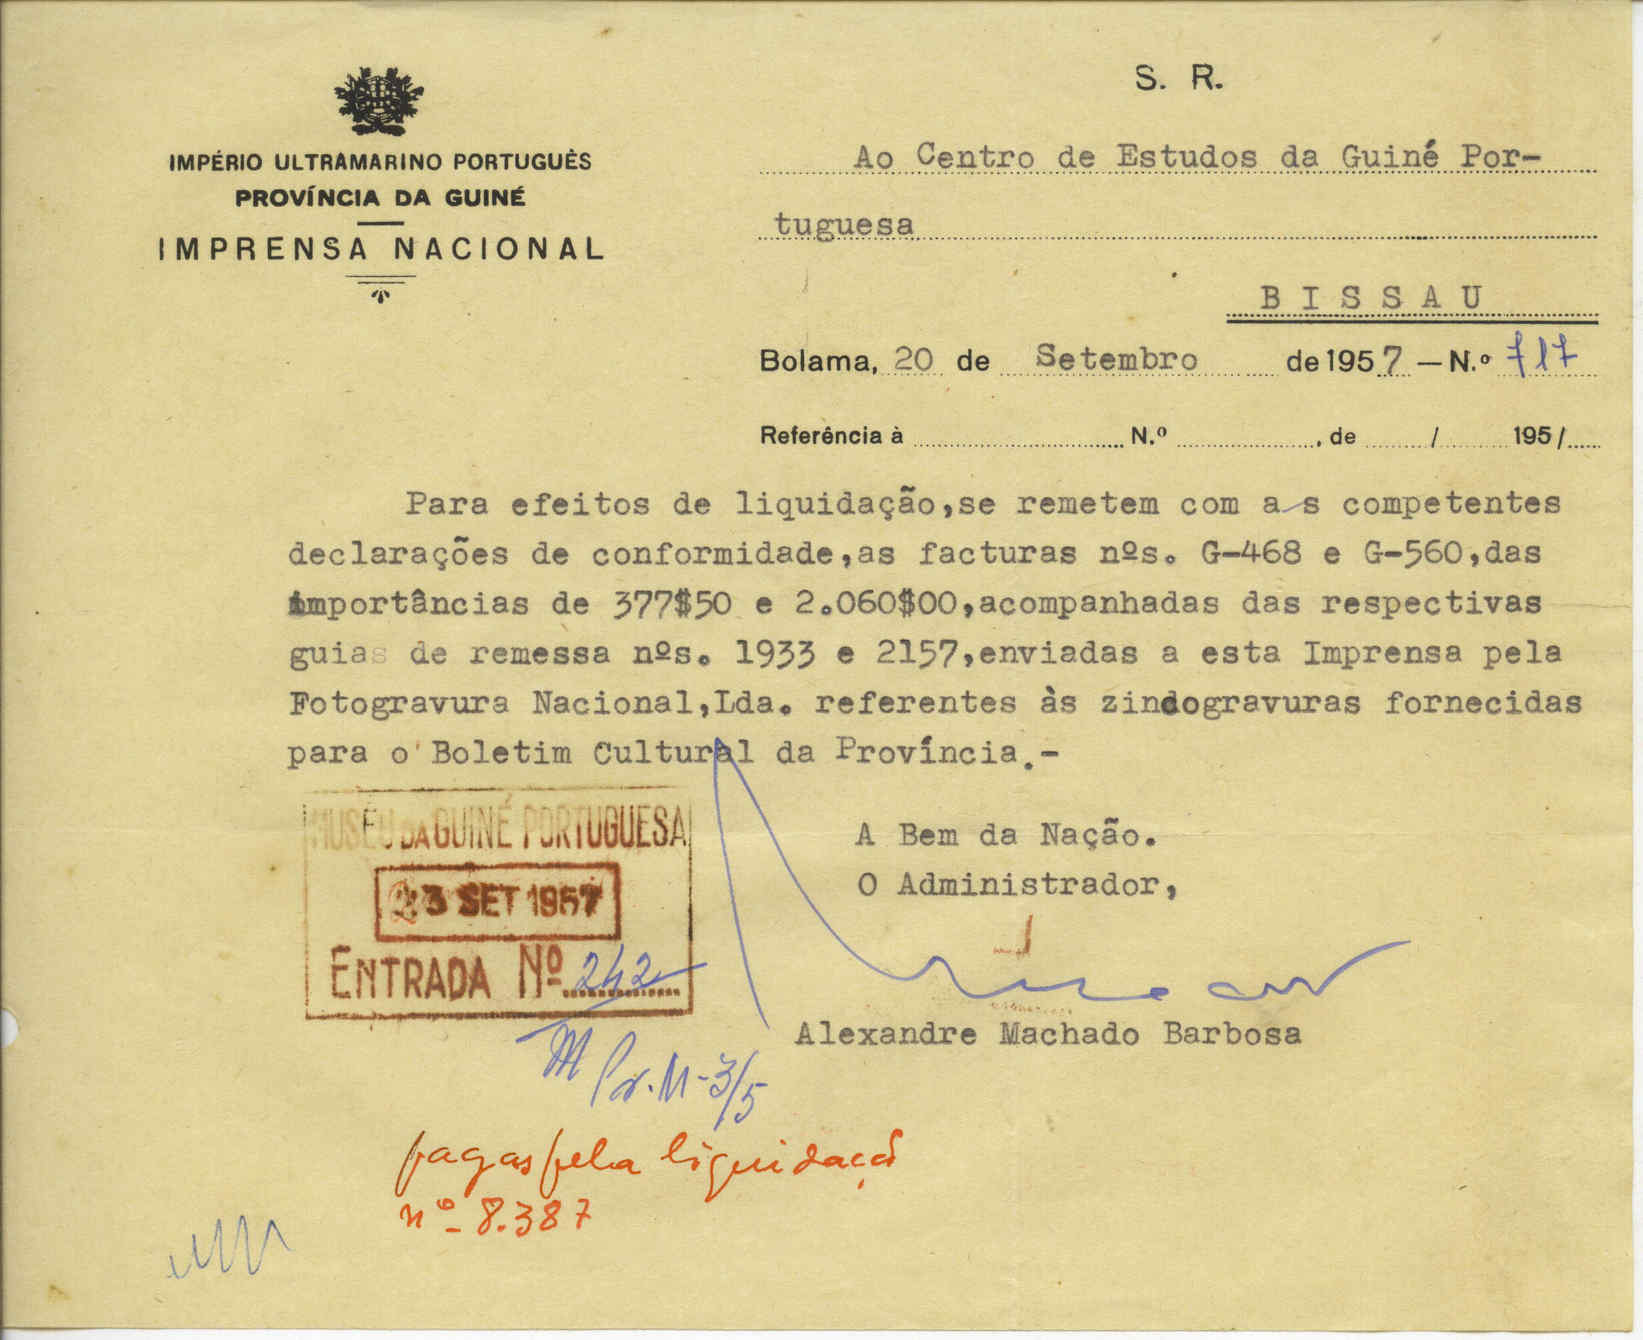 IMPÉRIO ULTRAMARINO PORTUGUÊS
PROVÍNCIA DA GUINÉ
IMPRENSA NACIONAL
S. R.
Ao Centro de Estudos da Guiné Por-
tuguesa
BISSAU
Bolama, 20 de Setembro de 1957 — N.º 717
Referência à N.º , de / 195/
Para efeitos de liquidação,se remetem com as competentes
declarações de conformidade,as facturas nºs. G-468 e G-560,das
importâncias de 377$50 e 2.060$00,acompanhadas das respectivas
guias de remessa nºs. 1933 e 2157,enviadas a esta Imprensa pela
Fotogravura Nacional,Lda. referentes às zincogravuras fornecidas
para o Boletim Cultural da Província.-
A Bem da Nação.
O Administrador,
Alexandre Machado Barbosa
MUSEU DA GUINÉ PORTUGUESA
23 SET 1957
ENTRADA Nº 242
Pr. M-3/5
pagas pela liquidação
nº- 8.387